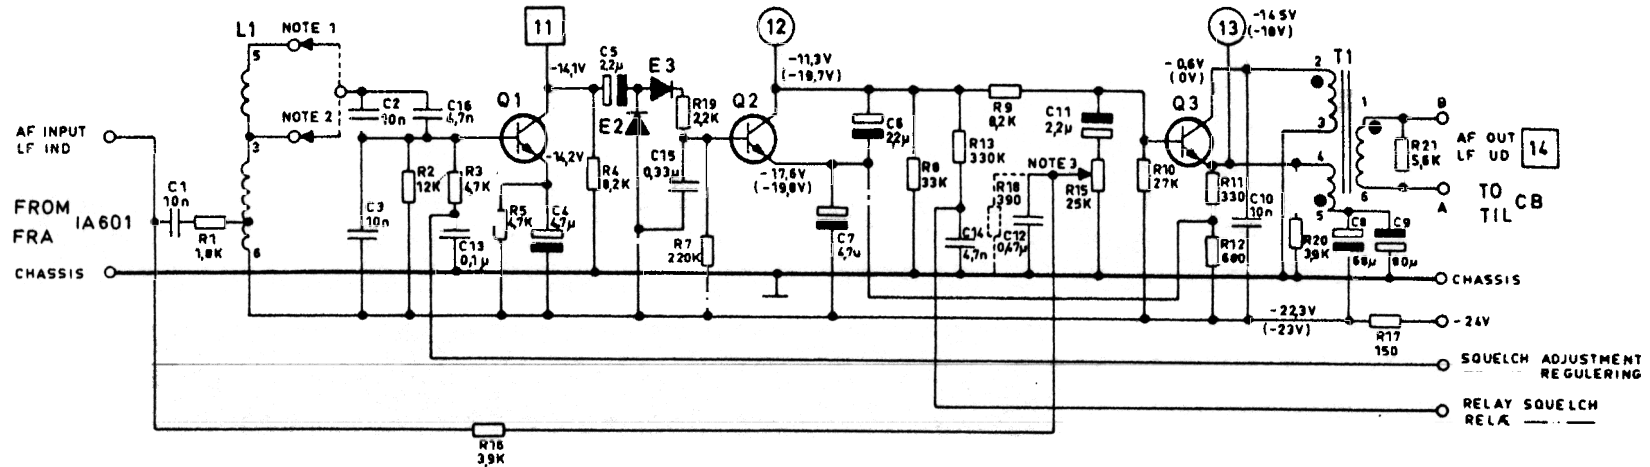 L1
NOTE 1
5
NOTE 2
3
6
AF INPUT
LF IND
FROM
FRA
IA601
C1
10n
R1
1,8K
CHASSIS
C2
10n
C16
4,7n
R2
12K
R3
4,7K
C3
10n
C13
0,1µ
Q1
11
-14,1V
-14,2V
R5
4,7K
C4
4,7µ
C5
2,2µ
E3
E2
R4
8,2K
R19
2,2K
C15
0,33µ
R7
220K
Q2
12
-11,3V
(-19,7V)
-17,6V
(-19,8V)
C6
22µ
C7
4,7u
R8
33K
R13
330K
R9
8,2K
C11
2,2µ
NOTE 3
R18
390
C12
0,47µ
C14
4,7n
R15
25K
R10
27K
Q3
-0,6V
(0V)
13
-14,5V
(-18V)
R11
330
R12
680
C10
10n
T1
2
3
4
5
1
6
R20
3,9K
C8
68µ
C9
80µ
R21
5,6K
B
AF OUT
LF UD
14
A
TO
TIL
CB
CHASSIS
-22,3V
(-23V)
R17
150
-24V
SQUELCH ADJUSTMENT
REGULERING
RELAY SQUELCH
RELÆ
R16
3,9K